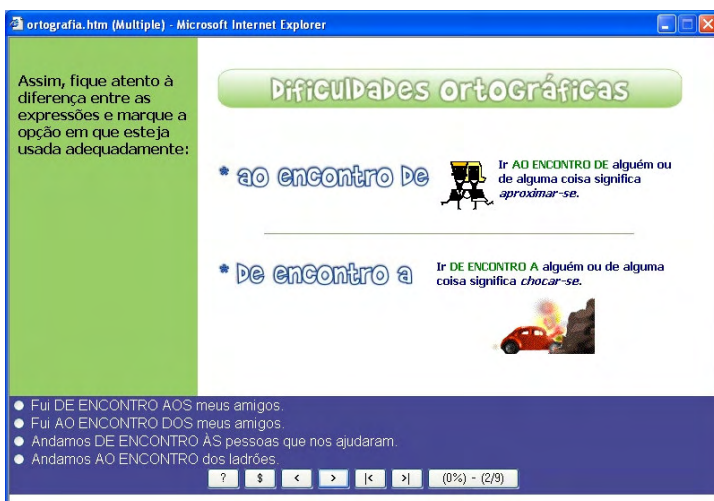 ortografia.htm (Multiple) - Microsoft Internet Explorer
Assim, fique atento à
diferença entre as
expressões e marque a
opção em que esteja
usada adequadamente:
Dificuldades ortográficas
* ao encontro de
Ir AO ENCONTRO DE alguém ou
de alguma coisa significa
aproximar-se.
* De encontro a
Ir DE ENCONTRO A alguém ou de alguma
coisa significa chocar-se.
Fui DE ENCONTRO AOS meus amigos.
Fui AO ENCONTRO DOS meus amigos.
Andamos DE ENCONTRO ÀS pessoas que nos ajudaram.
Andamos AO ENCONTRO dos ladrões.
? $ < > |< >| (0%) - (2/9)